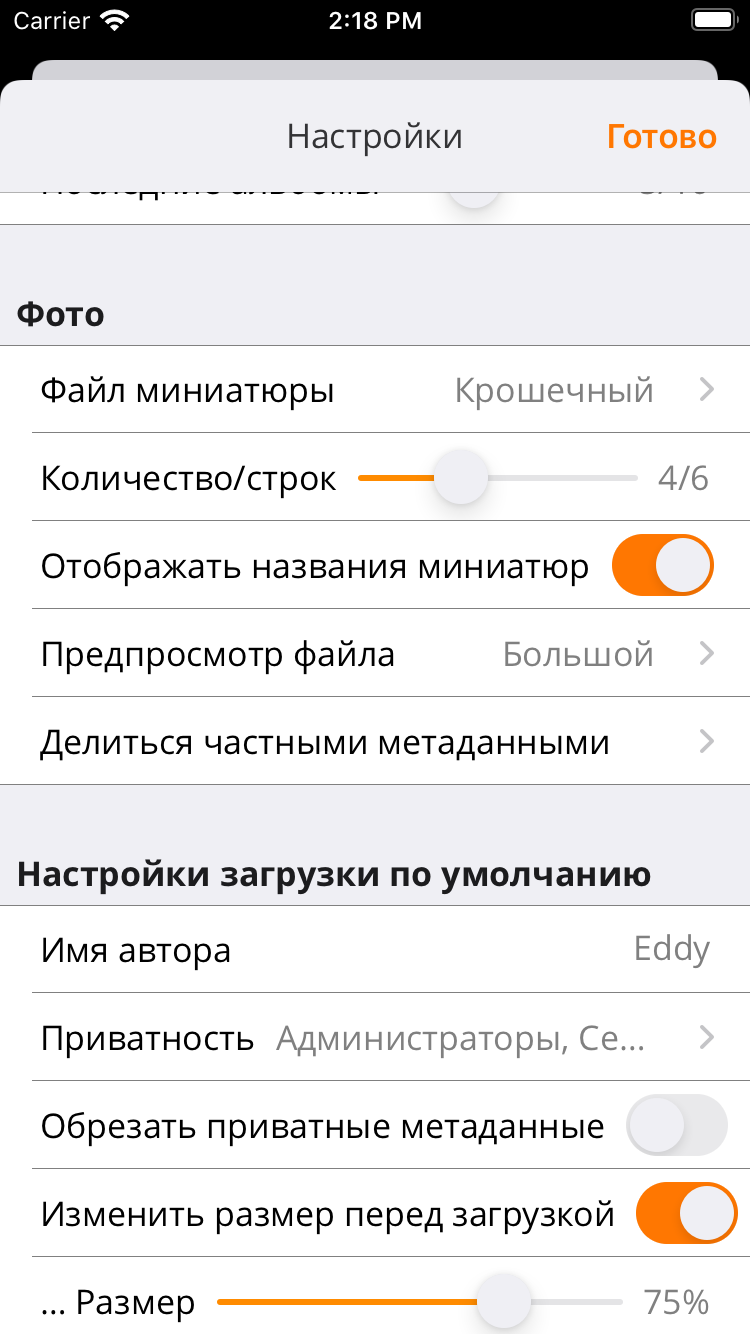 Carrier 2:18 PM
Настройки Готово
Последние альбомы
Фото
Файл миниатюры Крошечный
Количество/строк 4/6
Отображать названия миниатюр
Предпросмотр файла Большой
Делиться частными метаданными
Настройки загрузки по умолчанию
Имя автора Eddy
Приватность Администраторы, Се...
Обрезать приватные метаданные
Изменить размер перед загрузкой
... Размер 75%